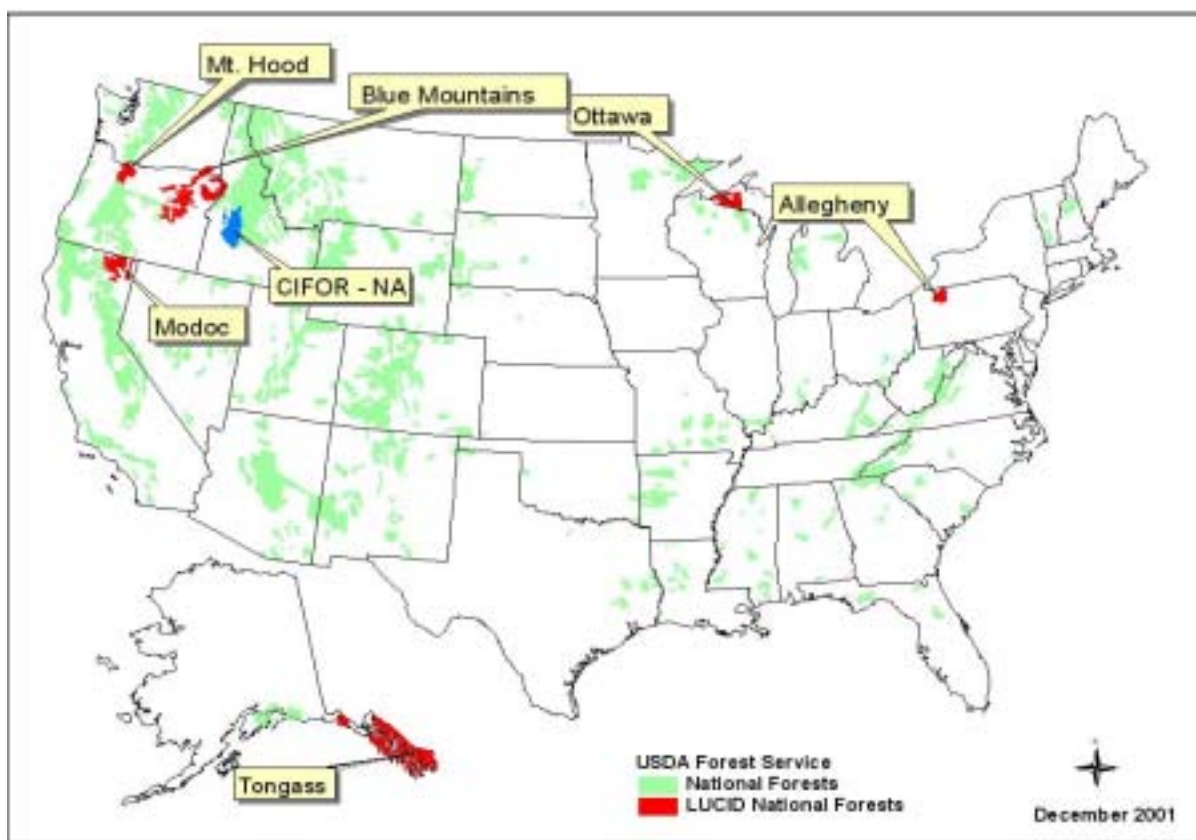 Mt. Hood
Blue Mountains
Ottawa
Allegheny
CIFOR - NA
Modoc
Tongass
USDA Forest Service
National Forests
LUCID National Forests
December 2001